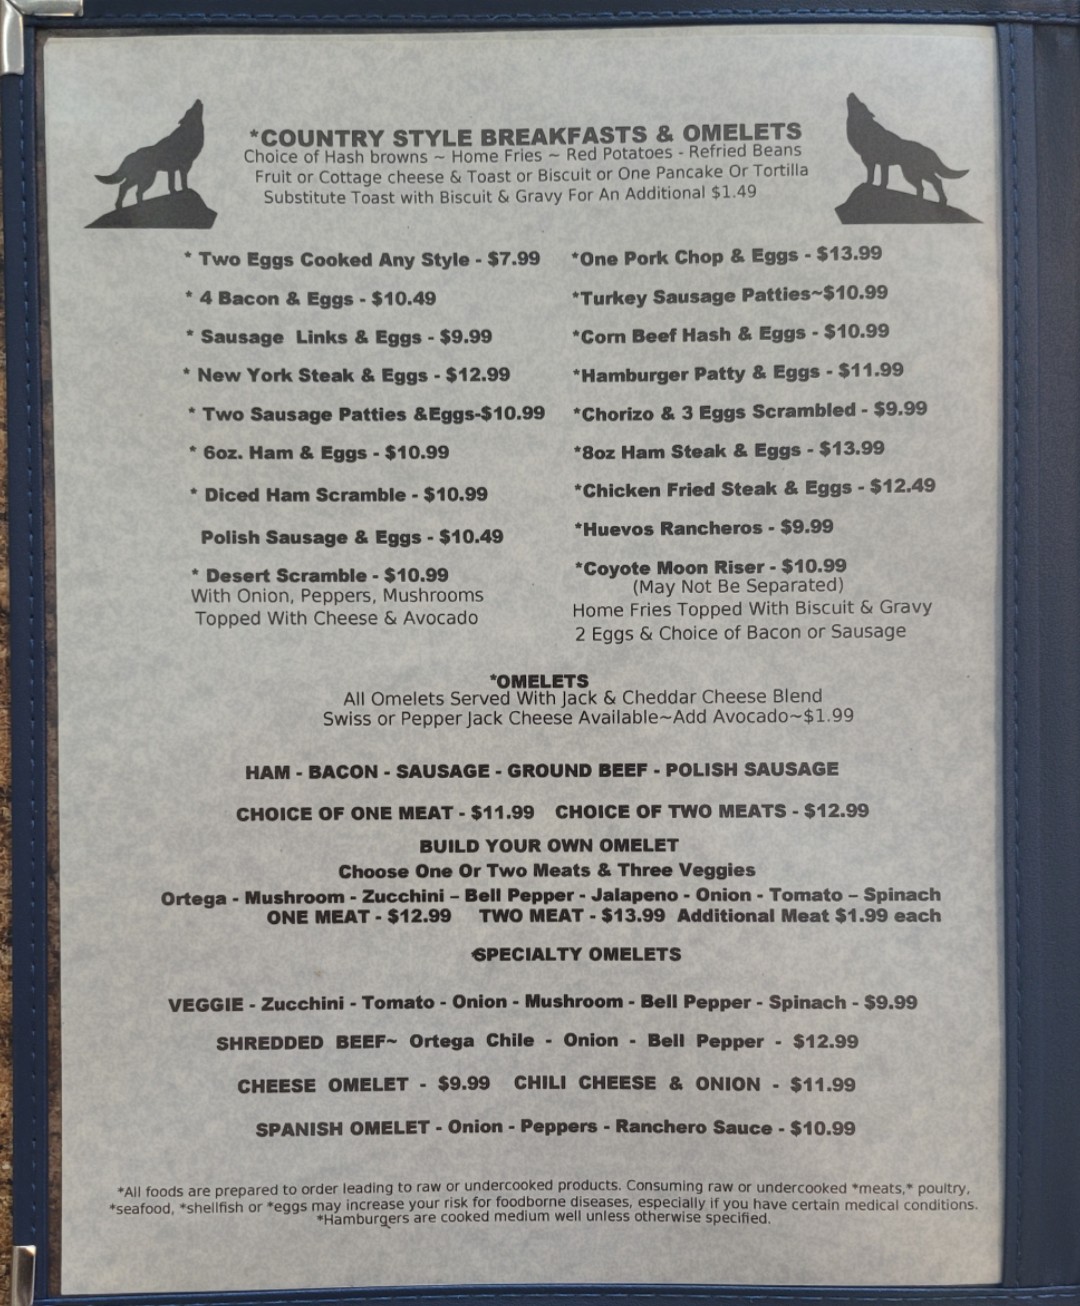 *COUNTRY STYLE BREAKFASTS & OMELETS
Choice of Hash browns ~ Home Fries ~ Red Potatoes - Refried Beans
Fruit or Cottage cheese & Toast or Biscuit or One Pancake Or Tortilla
Substitute Toast with Biscuit & Gravy For An Additional $1.49
* Two Eggs Cooked Any Style - $7.99
* 4 Bacon & Eggs - $10.49
* Sausage Links & Eggs - $9.99
* New York Steak & Eggs - $12.99
* Two Sausage Patties &Eggs-$10.99
* 6oz. Ham & Eggs - $10.99
* Diced Ham Scramble - $10.99
Polish Sausage & Eggs - $10.49
* Desert Scramble - $10.99
With Onion, Peppers, Mushrooms
Topped With Cheese & Avocado
*One Pork Chop & Eggs - $13.99
*Turkey Sausage Patties~$10.99
*Corn Beef Hash & Eggs - $10.99
*Hamburger Patty & Eggs - $11.99
*Chorizo & 3 Eggs Scrambled - $9.99
*8oz Ham Steak & Eggs - $13.99
*Chicken Fried Steak & Eggs - $12.49
*Huevos Rancheros - $9.99
*Coyote Moon Riser - $10.99
(May Not Be Separated)
Home Fries Topped With Biscuit & Gravy
2 Eggs & Choice of Bacon or Sausage
*OMELETS
All Omelets Served With Jack & Cheddar Cheese Blend
Swiss or Pepper Jack Cheese Available~Add Avocado~$1.99
HAM - BACON - SAUSAGE - GROUND BEEF - POLISH SAUSAGE
CHOICE OF ONE MEAT - $11.99 CHOICE OF TWO MEATS - $12.99
BUILD YOUR OWN OMELET
Choose One Or Two Meats & Three Veggies
Ortega - Mushroom - Zucchini – Bell Pepper - Jalapeno - Onion - Tomato – Spinach
ONE MEAT - $12.99 TWO MEAT - $13.99 Additional Meat $1.99 each
SPECIALTY OMELETS
VEGGIE - Zucchini - Tomato - Onion - Mushroom - Bell Pepper - Spinach - $9.99
SHREDDED BEEF~ Ortega Chile - Onion - Bell Pepper - $12.99
CHEESE OMELET - $9.99 CHILI CHEESE & ONION - $11.99
SPANISH OMELET - Onion - Peppers - Ranchero Sauce - $10.99
*All foods are prepared to order leading to raw or undercooked products. Consuming raw or undercooked *meats,* poultry,
*seafood, *shellfish or *eggs may increase your risk for foodborne diseases, especially if you have certain medical conditions.
*Hamburgers are cooked medium well unless otherwise specified.